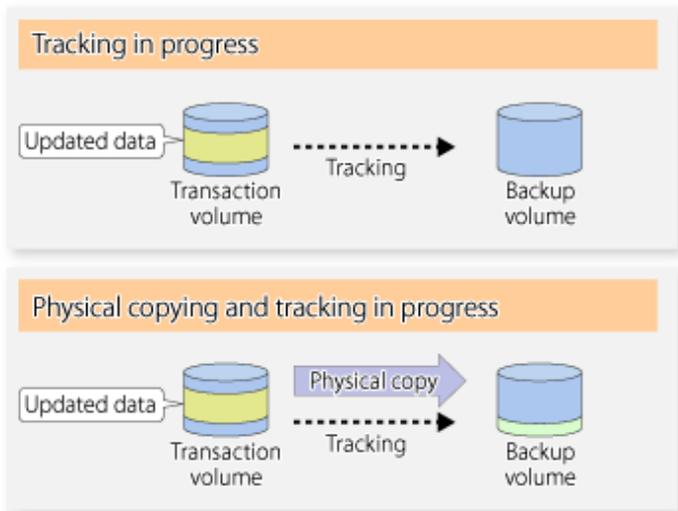 Tracking in progress
Updated data
Tracking
Transaction
volume
Backup
volume
Physical copying and tracking in progress
Physical copy
Updated data
Tracking
Transaction
volume
Backup
volume